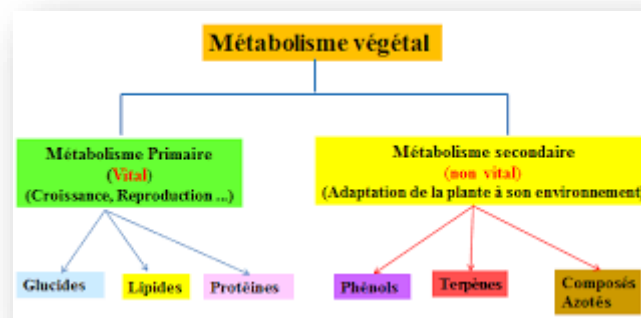 Métabolisme végétal
Métabolisme Primaire
(Vital)
(Croissance, Reproduction ...)
Métabolisme secondaire
(non vital)
(Adaptation de la plante à son environnement)
Glucides
Lipides
Protéines
Phénols
Terpènes
Composés
Azotés